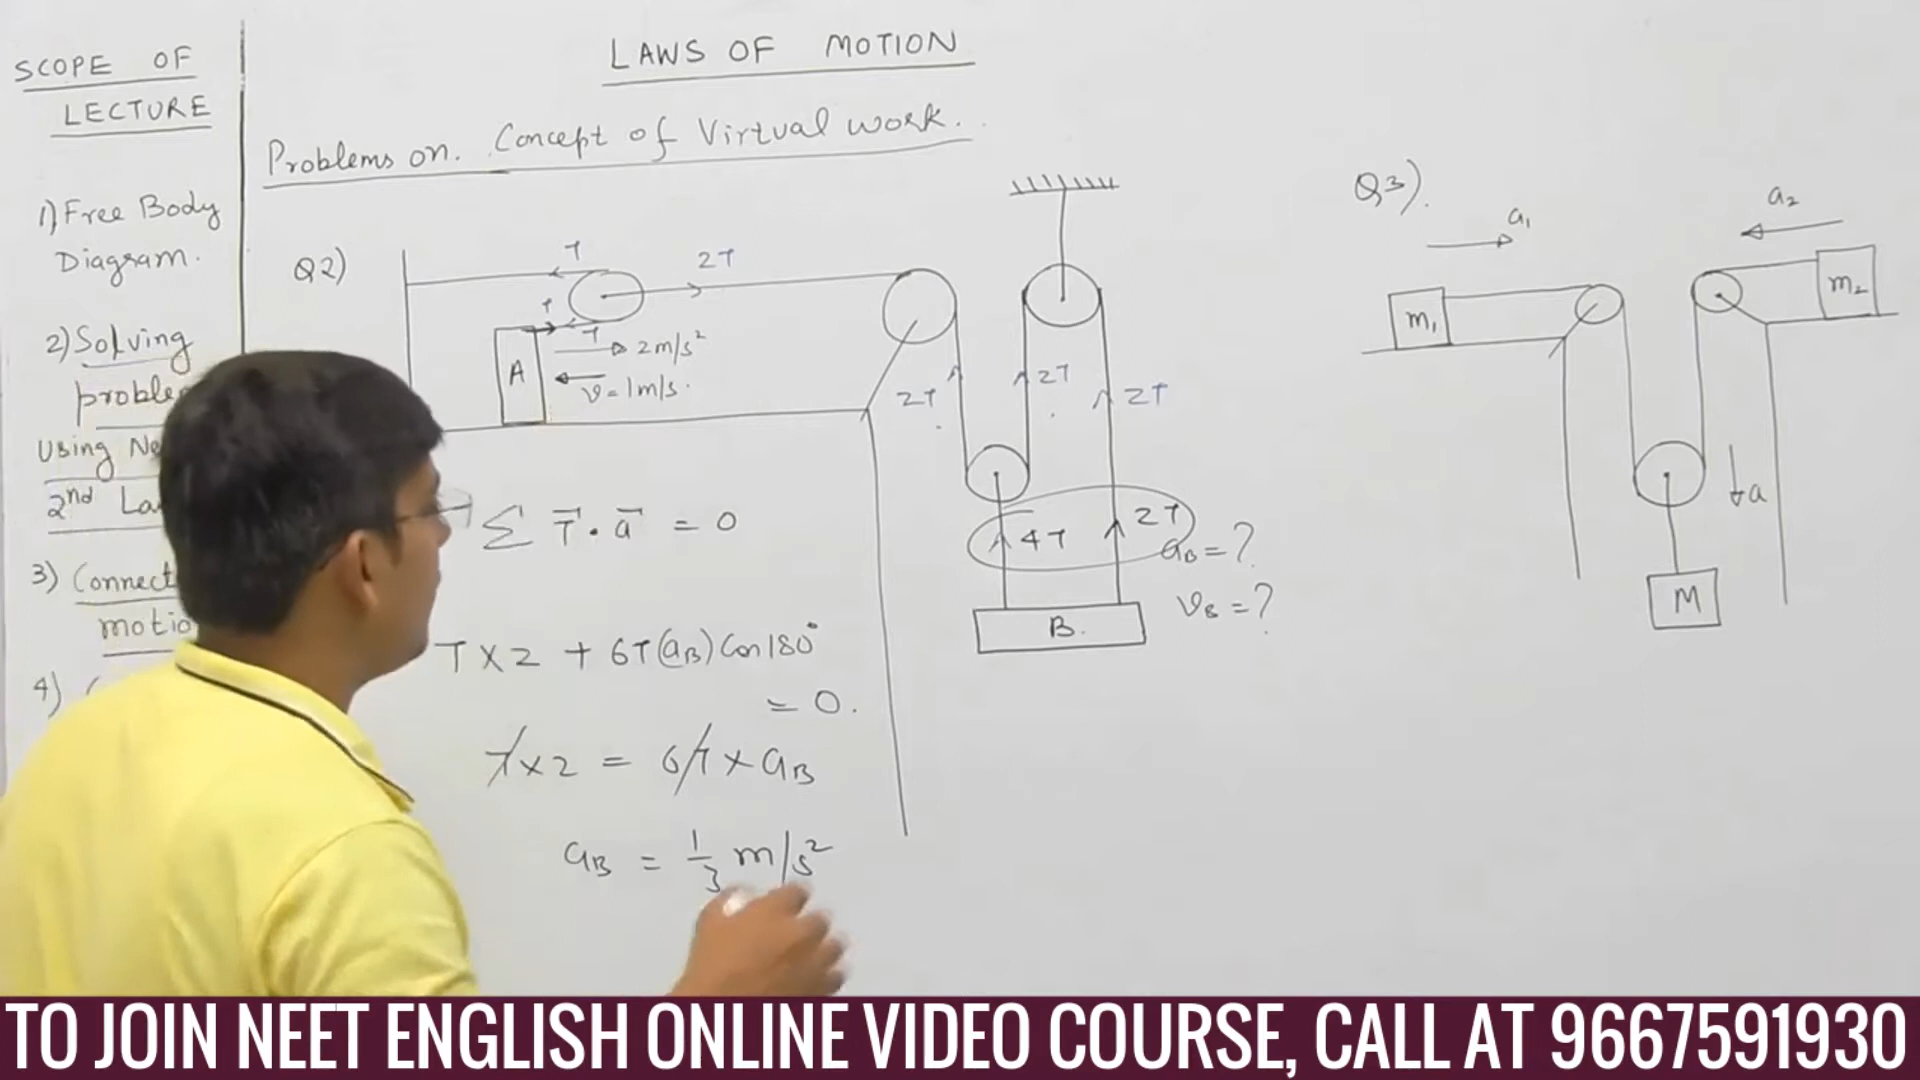 SCOPE OF
LECTURE
1) Free Body
Diagram.
2) Solving
Using
2nd
3)
4)
LAWS OF MOTION
Problems on. Concept of Virtual work.
Q2)
T
2T
T
T
A
2m/s²
v=1m/s.
2T
2T
2T
4T
2T
aB = ?
vB = ?
B.
Σ T⃗ · a⃗ = 0
T X 2 + 6T(aB) Cos180°
= 0.
T x 2 = 6T x aB
aB = 1/3 m/s²
Q3).
a1
a2
m1
m2
a
M
TO JOIN NEET ENGLISH ONLINE VIDEO COURSE, CALL AT 9667591930